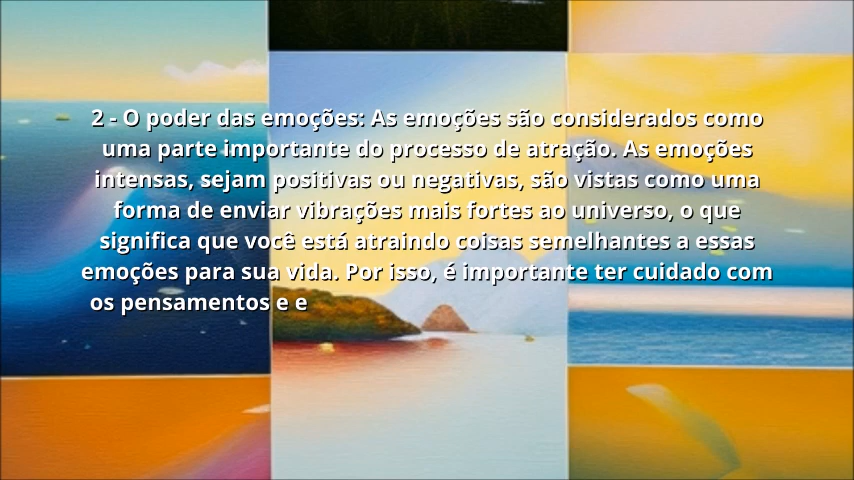 2 - O poder das emoções: As emoções são considerados como
uma parte importante do processo de atração. As emoções
intensas, sejam positivas ou negativas, são vistas como uma
forma de enviar vibrações mais fortes ao universo, o que
significa que você está atraindo coisas semelhantes a essas
emoções para sua vida. Por isso, é importante ter cuidado com
os pensamentos e e